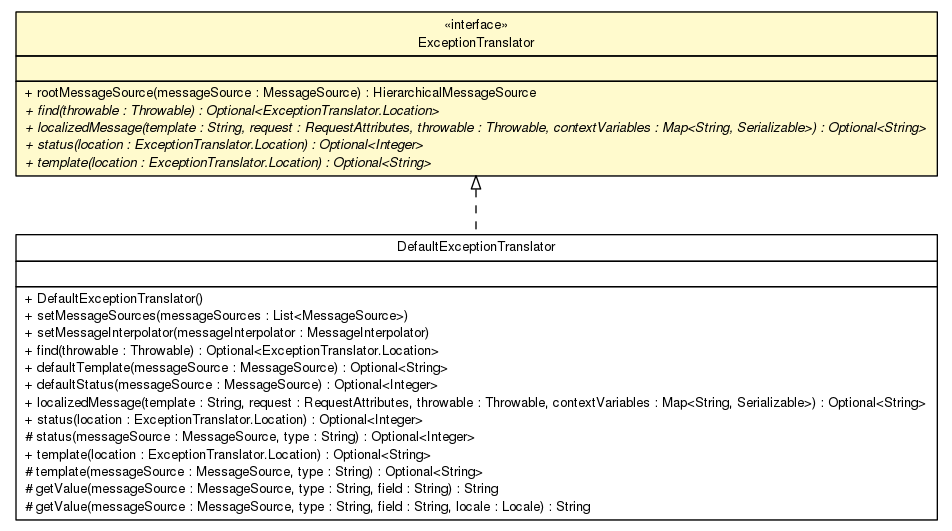 «interface»
ExceptionTranslator
+ rootMessageSource(messageSource : MessageSource) : HierarchicalMessageSource
+ find(throwable : Throwable) : Optional<ExceptionTranslator.Location>
+ localizedMessage(template : String, request : RequestAttributes, throwable : Throwable, contextVariables : Map<String, Serializable>) : Optional<String>
+ status(location : ExceptionTranslator.Location) : Optional<Integer>
+ template(location : ExceptionTranslator.Location) : Optional<String>
DefaultExceptionTranslator
+ DefaultExceptionTranslator()
+ setMessageSources(messageSources : List<MessageSource>)
+ setMessageInterpolator(messageInterpolator : MessageInterpolator)
+ find(throwable : Throwable) : Optional<ExceptionTranslator.Location>
+ defaultTemplate(messageSource : MessageSource) : Optional<String>
+ defaultStatus(messageSource : MessageSource) : Optional<Integer>
+ localizedMessage(template : String, request : RequestAttributes, throwable : Throwable, contextVariables : Map<String, Serializable>) : Optional<String>
+ status(location : ExceptionTranslator.Location) : Optional<Integer>
# status(messageSource : MessageSource, type : String) : Optional<Integer>
+ template(location : ExceptionTranslator.Location) : Optional<String>
# template(messageSource : MessageSource, type : String) : Optional<String>
# getValue(messageSource : MessageSource, type : String, field : String) : String
# getValue(messageSource : MessageSource, type : String, field : String, locale : Locale) : String